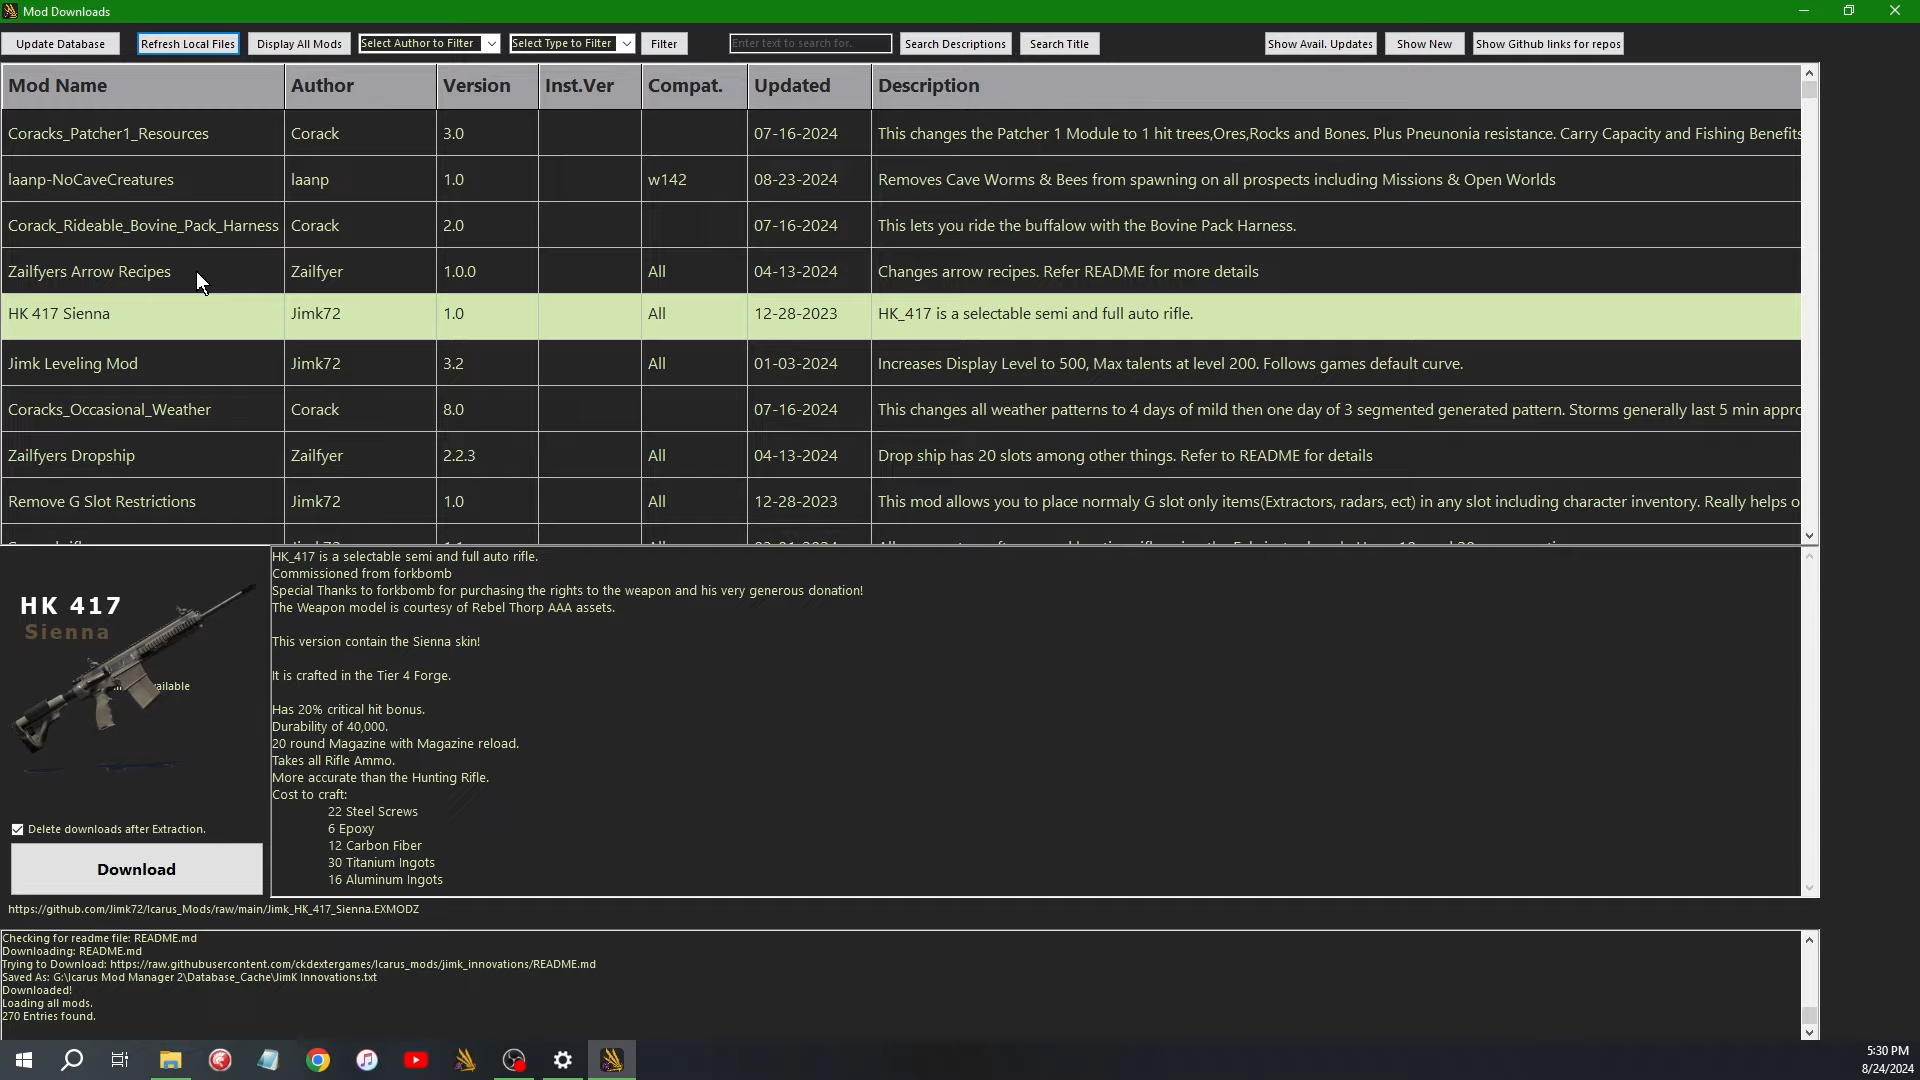 Mod Downloads
Update Database Refresh Local Files Display All Mods Select Author to Filter Select Type to Filter Filter Enter text to search for. Search Descriptions Search Title Show Avail. Updates Show New Show Github links for repos
Mod Name Author Version Inst.Ver Compat. Updated Description
Coracks_Patcher1_Resources Corack 3.0 07-16-2024 This changes the Patcher 1 Module to 1 hit trees,Ores,Rocks and Bones. Plus Pneunonia resistance. Carry Capacity and Fishing Benefits
laanp-NoCaveCreatures laanp 1.0 w142 08-23-2024 Removes Cave Worms & Bees from spawning on all prospects including Missions & Open Worlds
Corack_Rideable_Bovine_Pack_Harness Corack 2.0 07-16-2024 This lets you ride the buffalow with the Bovine Pack Harness.
Zailfyers Arrow Recipes Zailfyer 1.0.0 All 04-13-2024 Changes arrow recipes. Refer README for more details
HK 417 Sienna Jimk72 1.0 All 12-28-2023 HK_417 is a selectable semi and full auto rifle.
Jimk Leveling Mod Jimk72 3.2 All 01-03-2024 Increases Display Level to 500, Max talents at level 200. Follows games default curve.
Coracks_Occasional_Weather Corack 8.0 07-16-2024 This changes all weather patterns to 4 days of mild then one day of 3 segmented generated pattern. Storms generally last 5 min appro
Zailfyers Dropship Zailfyer 2.2.3 All 04-13-2024 Drop ship has 20 slots among other things. Refer to README for details
Remove G Slot Restrictions Jimk72 1.0 All 12-28-2023 This mod allows you to place normaly G slot only items(Extractors, radars, ect) in any slot including character inventory. Really helps o
HK 417
Sienna
HK_417 is a selectable semi and full auto rifle.
Commissioned from forkbomb
Special Thanks to forkbomb for purchasing the rights to the weapon and his very generous donation!
The Weapon model is courtesy of Rebel Thorp AAA assets.
This version contain the Sienna skin!
It is crafted in the Tier 4 Forge.
Has 20% critical hit bonus.
Durability of 40,000.
20 round Magazine with Magazine reload.
Takes all Rifle Ammo.
More accurate than the Hunting Rifle.
Cost to craft:
22 Steel Screws
6 Epoxy
12 Carbon Fiber
30 Titanium Ingots
16 Aluminum Ingots
Delete downloads after Extraction.
Download
https://github.com/Jimk72/Icarus_Mods/raw/main/Jimk_HK_417_Sienna.EXMODZ
Checking for readme file: README.md
Downloading: README.md
Trying to Download: https://raw.githubusercontent.com/ckdextergames/Icarus_mods/jimk_innovations/README.md
Saved As: G:\Icarus Mod Manager 2\Database_Cache\JimK Innovations.txt
Downloaded!
Loading all mods.
270 Entries found.
5:30 PM
8/24/2024